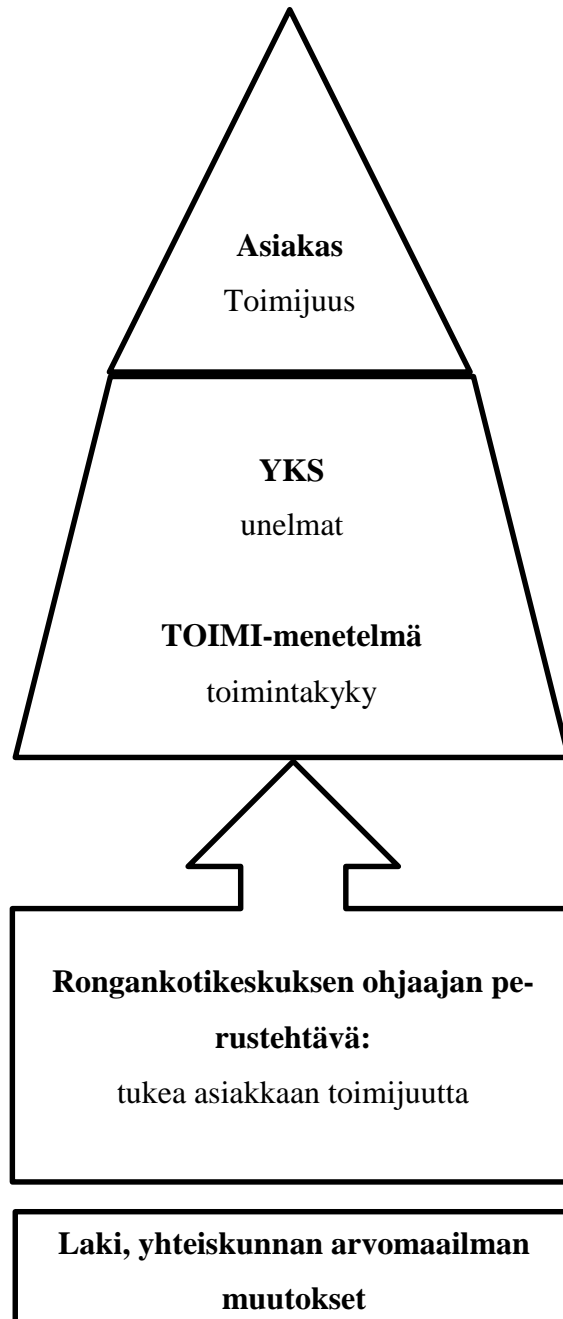 Asiakas
Toimijuus
YKS
unelmat
TOIMI-menetelmä
toimintakyky
Rongankotikeskuksen ohjaajan pe-
rustehtävä:
tukea asiakkaan toimijuutta
Laki, yhteiskunnan arvomaailman
muutokset